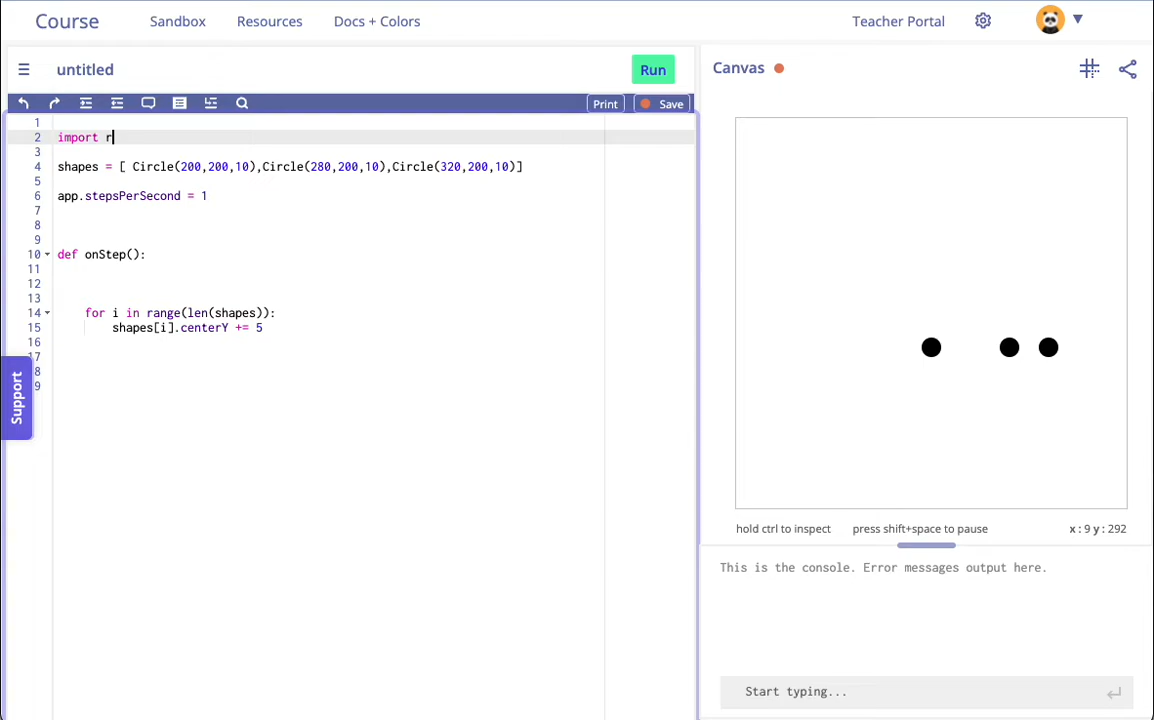 Course Sandbox Resources Docs + Colors Teacher Portal
untitled Run
Print Save
1
2 import r
3
4 shapes = [ Circle(200,200,10),Circle(280,200,10),Circle(320,200,10)]
5
6 app.stepsPerSecond = 1
7
8
9
10 def onStep():
11
12
13
14 for i in range(len(shapes)):
15 shapes[i].centerY += 5
16
17
8
9
Support
Canvas
hold ctrl to inspect press shift+space to pause x : 9 y : 292
This is the console. Error messages output here.
Start typing...